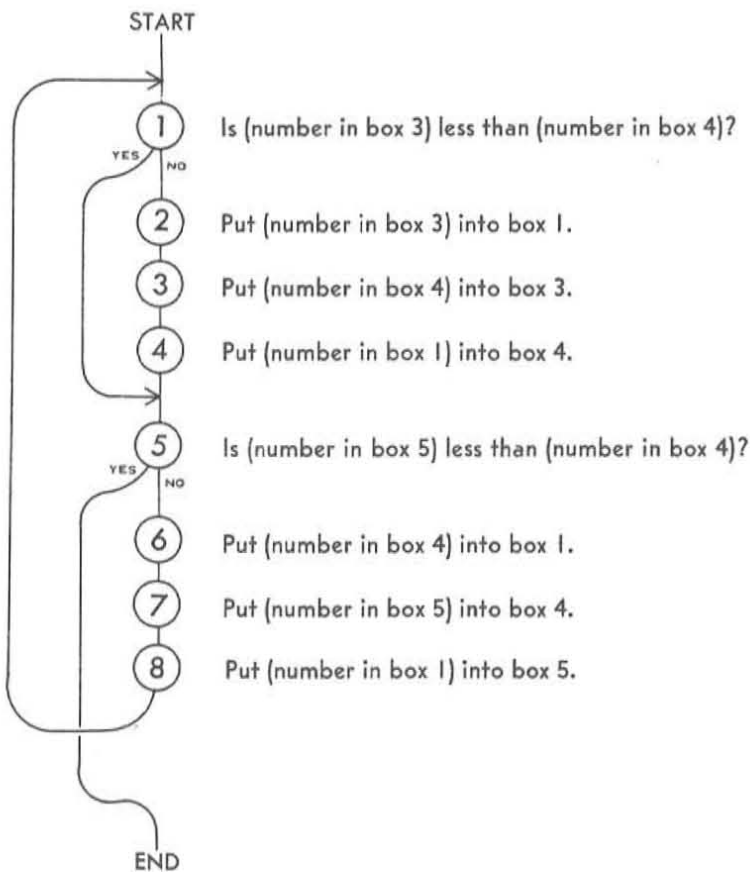 START
1 Is (number in box 3) less than (number in box 4)?
YES NO
2 Put (number in box 3) into box 1.
3 Put (number in box 4) into box 3.
4 Put (number in box 1) into box 4.
5 Is (number in box 5) less than (number in box 4)?
YES NO
6 Put (number in box 4) into box 1.
7 Put (number in box 5) into box 4.
8 Put (number in box 1) into box 5.
END